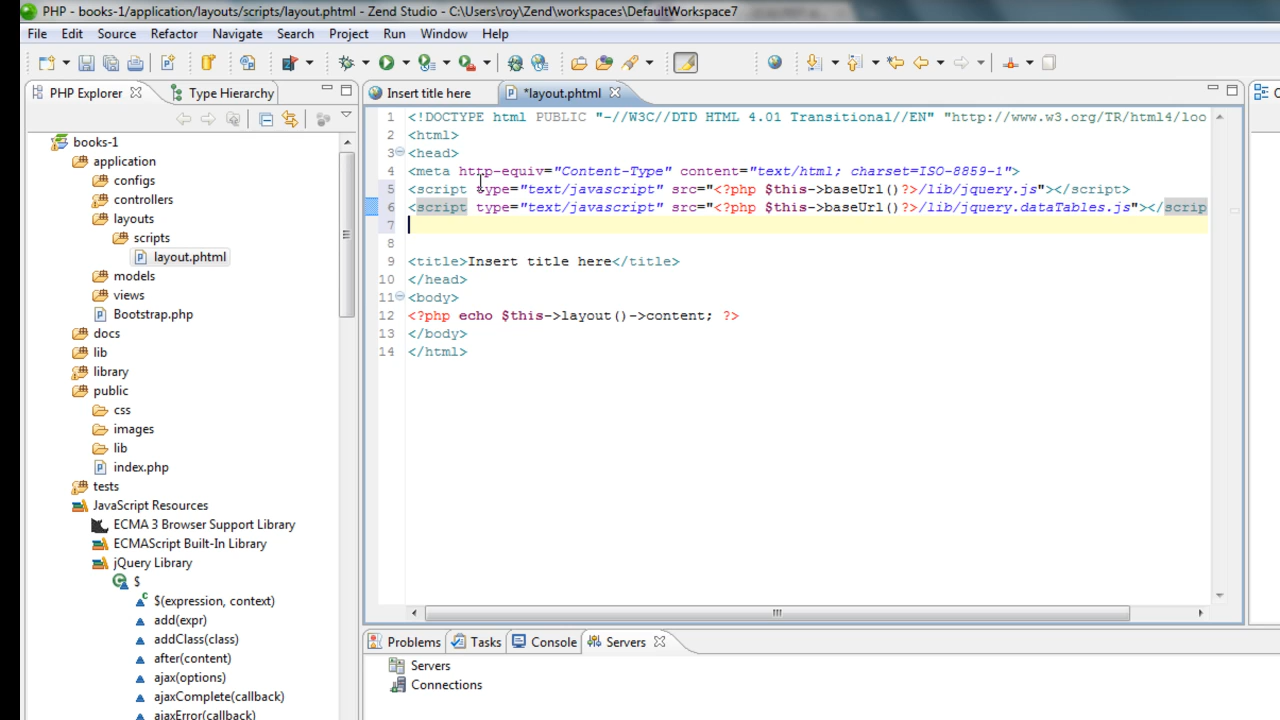 PHP - books-1/application/layouts/scripts/layout.phtml - Zend Studio - C:\Users\roy\Zend\workspaces\DefaultWorkspace7
File Edit Source Refactor Navigate Search Project Run Window Help
PHP Explorer Type Hierarchy
books-1
application
configs
controllers
layouts
scripts
layout.phtml
models
views
Bootstrap.php
docs
lib
library
public
css
images
lib
index.php
tests
JavaScript Resources
ECMA 3 Browser Support Library
ECMAScript Built-In Library
jQuery Library
$
$(expression, context)
add(expr)
addClass(class)
after(content)
ajax(options)
ajaxComplete(callback)
ajaxError(callback)
Insert title here *layout.phtml
1 <!DOCTYPE html PUBLIC "-//W3C//DTD HTML 4.01 Transitional//EN" "http://www.w3.org/TR/html4/loo
2 <html>
3 <head>
4 <meta http-equiv="Content-Type" content="text/html; charset=ISO-8859-1">
5 <script type="text/javascript" src="<?php $this->baseUrl()?>/lib/jquery.js"></script>
6 <script type="text/javascript" src="<?php $this->baseUrl()?>/lib/jquery.dataTables.js"></scrip
7
8
9 <title>Insert title here</title>
10 </head>
11 <body>
12 <?php echo $this->layout()->content; ?>
13 </body>
14 </html>
Problems Tasks Console Servers
Servers
Connections